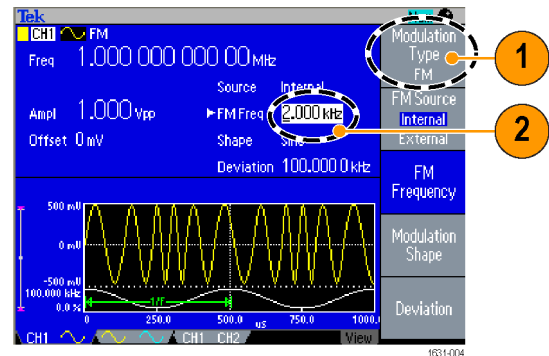 Tek
CH1 FM
Freq 1.000 000 000 00 MHz
Source Internal
Ampl 1.000 Vpp ►FM Freq 2.000 kHz
Offset 0 mV Shape Sine
Deviation 100.000 0 kHz
Modulation
Type
FM
FM Source
Internal
External
FM
Frequency
Modulation
Shape
Deviation
1
2
500 mU
0 mU
-500 mU
100.000 kHz
0.0 %
1/F
0 250 500.0 us 750.0 1000.
CH1 CH1 CH2 View
1631-004